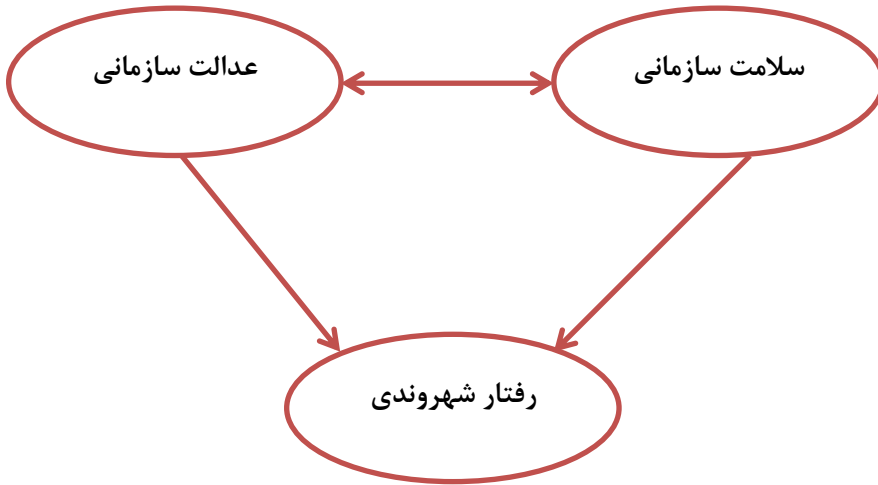 سلامت سازمانی
عدالت سازمانی
رفتار شهروندی